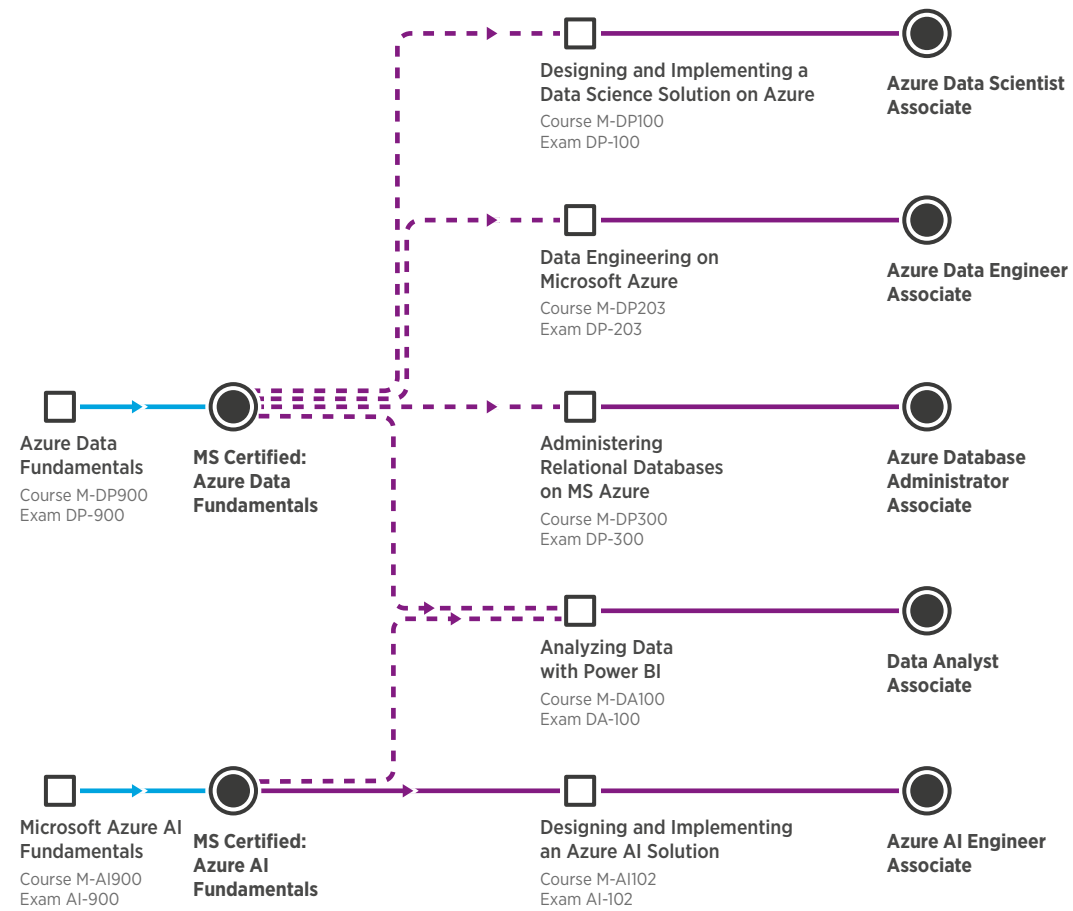 Designing and Implementing a
Data Science Solution on Azure
Course M-DP100
Exam DP-100
Azure Data Scientist
Associate
Data Engineering on
Microsoft Azure
Course M-DP203
Exam DP-203
Azure Data Engineer
Associate
Azure Data
Fundamentals
Course M-DP900
Exam DP-900
MS Certified:
Azure Data
Fundamentals
Administering
Relational Databases
on MS Azure
Course M-DP300
Exam DP-300
Azure Database
Administrator
Associate
Analyzing Data
with Power BI
Course M-DA100
Exam DA-100
Data Analyst
Associate
Microsoft Azure AI
Fundamentals
Course M-AI900
Exam AI-900
MS Certified:
Azure AI
Fundamentals
Designing and Implementing
an Azure AI Solution
Course M-AI102
Exam AI-102
Azure AI Engineer
Associate